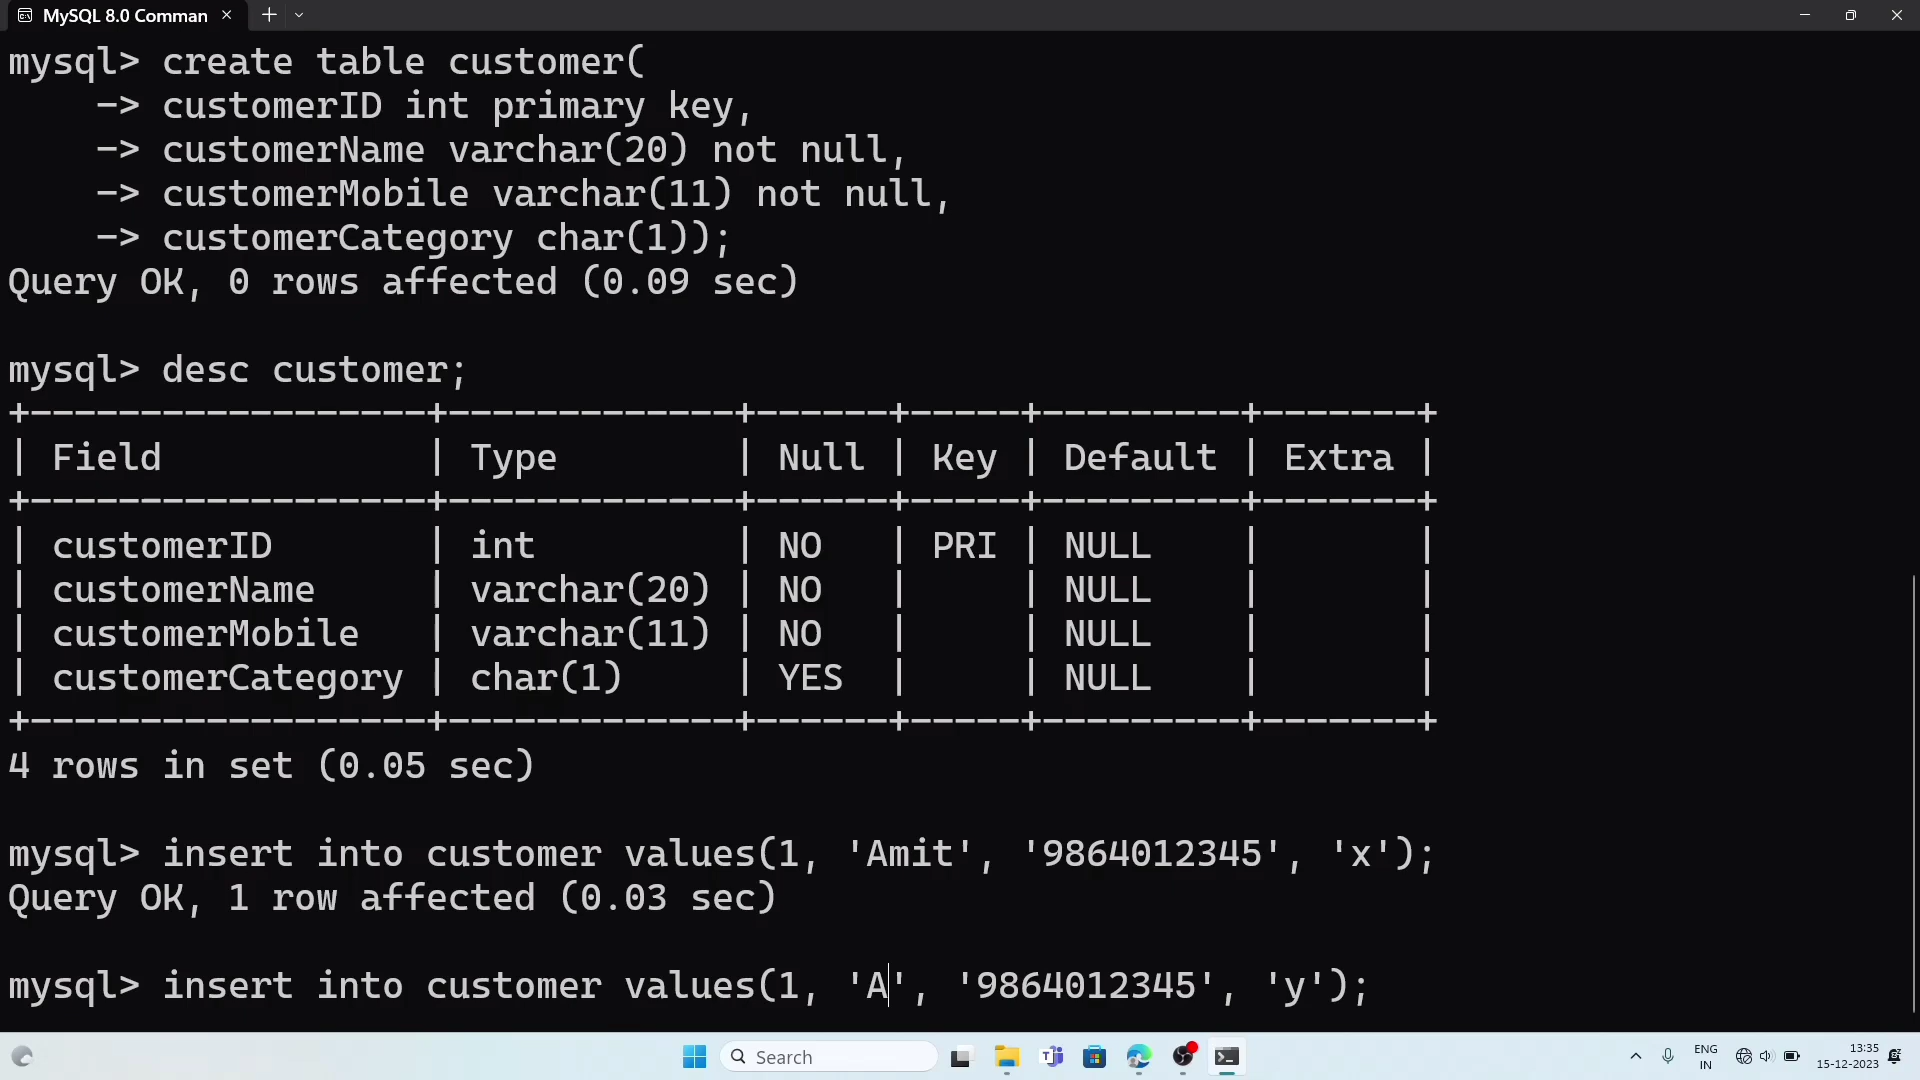 MySQL 8.0 Comman
mysql> create table customer(
    -> customerID int primary key,
    -> customerName varchar(20) not null,
    -> customerMobile varchar(11) not null,
    -> customerCategory char(1));
Query OK, 0 rows affected (0.09 sec)
mysql> desc customer;
+------------------+-------------+------+-----+---------+-------+
| Field            | Type        | Null | Key | Default | Extra |
+------------------+-------------+------+-----+---------+-------+
| customerID       | int         | NO   | PRI | NULL    |       |
| customerName     | varchar(20) | NO   |     | NULL    |       |
| customerMobile   | varchar(11) | NO   |     | NULL    |       |
| customerCategory | char(1)     | YES  |     | NULL    |       |
+------------------+-------------+------+-----+---------+-------+
4 rows in set (0.05 sec)
mysql> insert into customer values(1, 'Amit', '9864012345', 'x');
Query OK, 1 row affected (0.03 sec)
mysql> insert into customer values(1, 'A', '9864012345', 'y');
Search
ENG
IN
13:35
15-12-2023